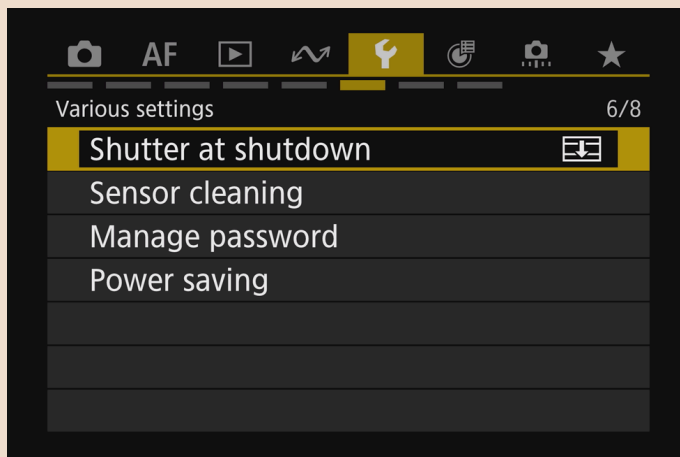 AF
Various settings 6/8
Shutter at shutdown
Sensor cleaning
Manage password
Power saving